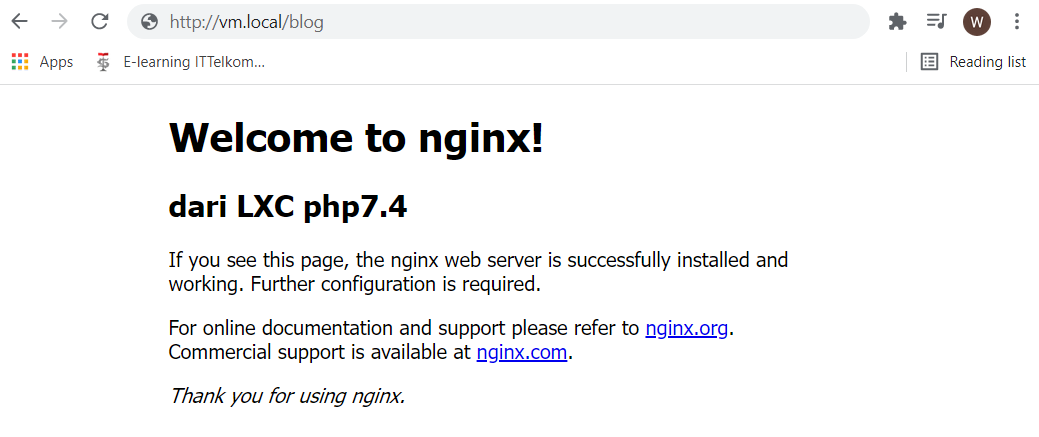 http://vm.local/blog
W
Apps
E-learning ITTelkom...
Reading list
Welcome to nginx!
dari LXC php7.4
If you see this page, the nginx web server is successfully installed and
working. Further configuration is required.
For online documentation and support please refer to nginx.org.
Commercial support is available at nginx.com.
Thank you for using nginx.